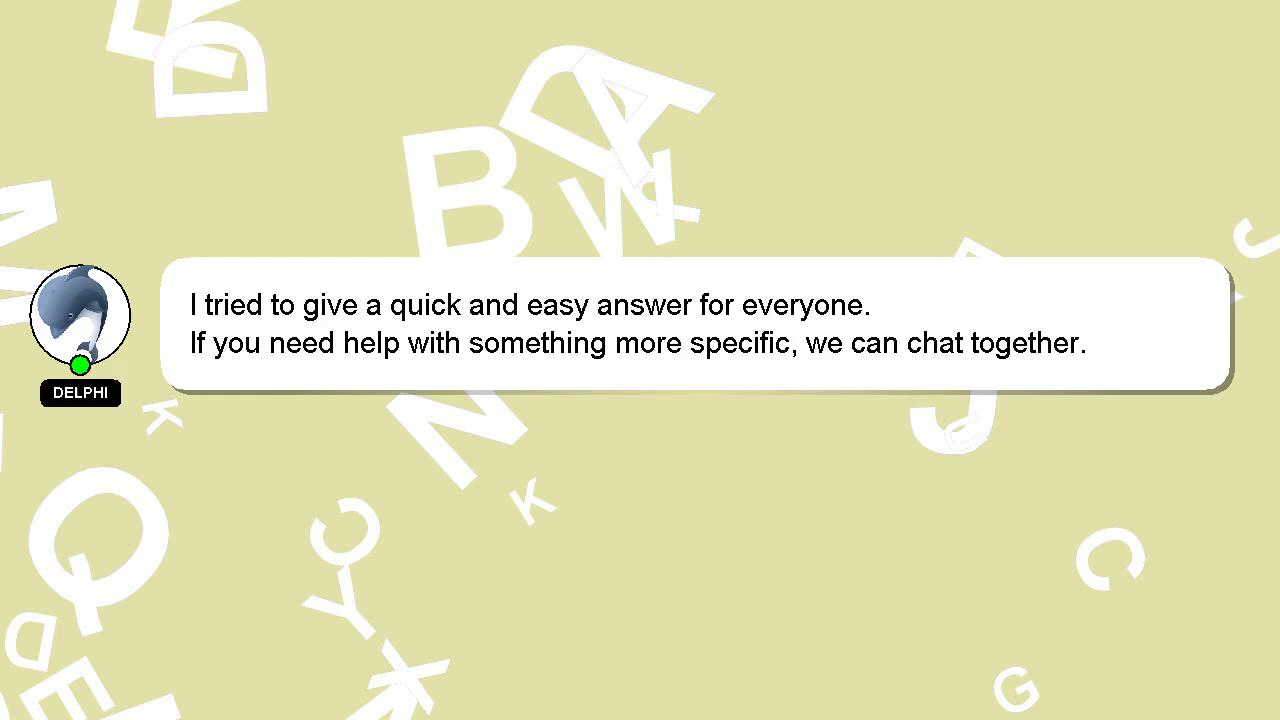 I tried to give a quick and easy answer for everyone.
If you need help with something more specific, we can chat together.
DELPHI